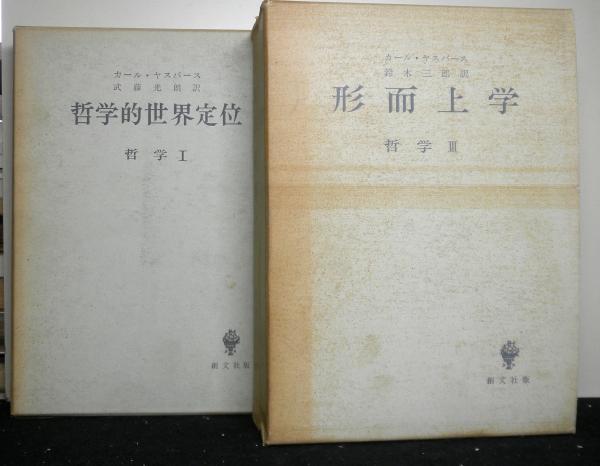 カール・ヤスパース
武藤光朗訳
哲学的世界定位
哲学 I
創文社版
カール・ヤスパース
鈴木三郎訳
形而上学
哲学 III
創文社版